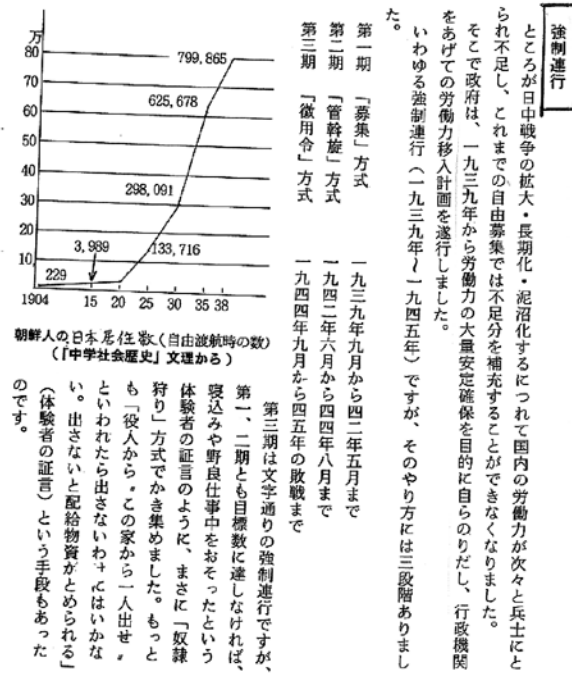 強制連行
ところが日中戦争の拡大・長期化・泥沼化するにつれて国内の労働力が次々と兵士にと
られ不足し、これまでの自由募集では不足分を補充することができなくなりました。
そこで政府は、一九三九年から労働力の大量安定確保を目的に自らのりだし、行政機関
をあげての労働力移入計画を遂行しました。
いわゆる強制連行（一九三九年～一九四五年）ですが、そのやり方には三段階ありまし
た。
第一期 「募集」方式 一九三九年九月から四二年五月まで
第二期 「管斡旋」方式 一九四二年六月から四四年八月まで
第三期 「徴用令」方式 一九四四年九月から四五年の敗戦まで
万
80
70
60
50
40
30
20
10
799,865
625,678
298,091
133,716
3,989
229
1904 15 20 25 30 35 38
朝鮮人の日本居住数（自由渡航時の数）
（「中学社会歴史」文理から）
第三期は文字通りの強制連行ですが、
第一、二期とも目標数に達しなければ、
寝込みや野良仕事中をおそったという
体験者の証言のように、まさに「奴隷
狩り」方式でかき集めました。もっと
も「役人から〝この家から一人出せ〟
といわれたら出さないわけにはいかな
い。出さないと配給物資がとめられる」
（体験者の証言）という手段もあった
のです。